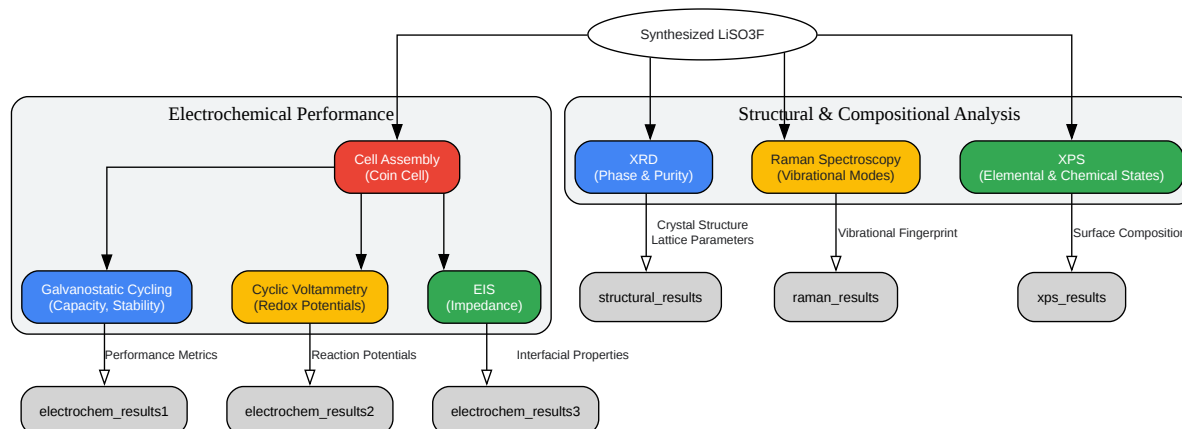 Synthesized LiSO3F
Electrochemical Performance
Structural & Compositional Analysis
Cell Assembly
(Coin Cell)
XRD
(Phase & Purity)
Raman Spectroscopy
(Vibrational Modes)
XPS
(Elemental & Chemical States)
Crystal Structure
Lattice Parameters
Vibrational Fingerprint
Surface Composition
Galvanostatic Cycling
(Capacity, Stability)
Cyclic Voltammetry
(Redox Potentials)
EIS
(Impedance)
structural_results
raman_results
xps_results
Performance Metrics
Reaction Potentials
Interfacial Properties
electrochem_results1
electrochem_results2
electrochem_results3